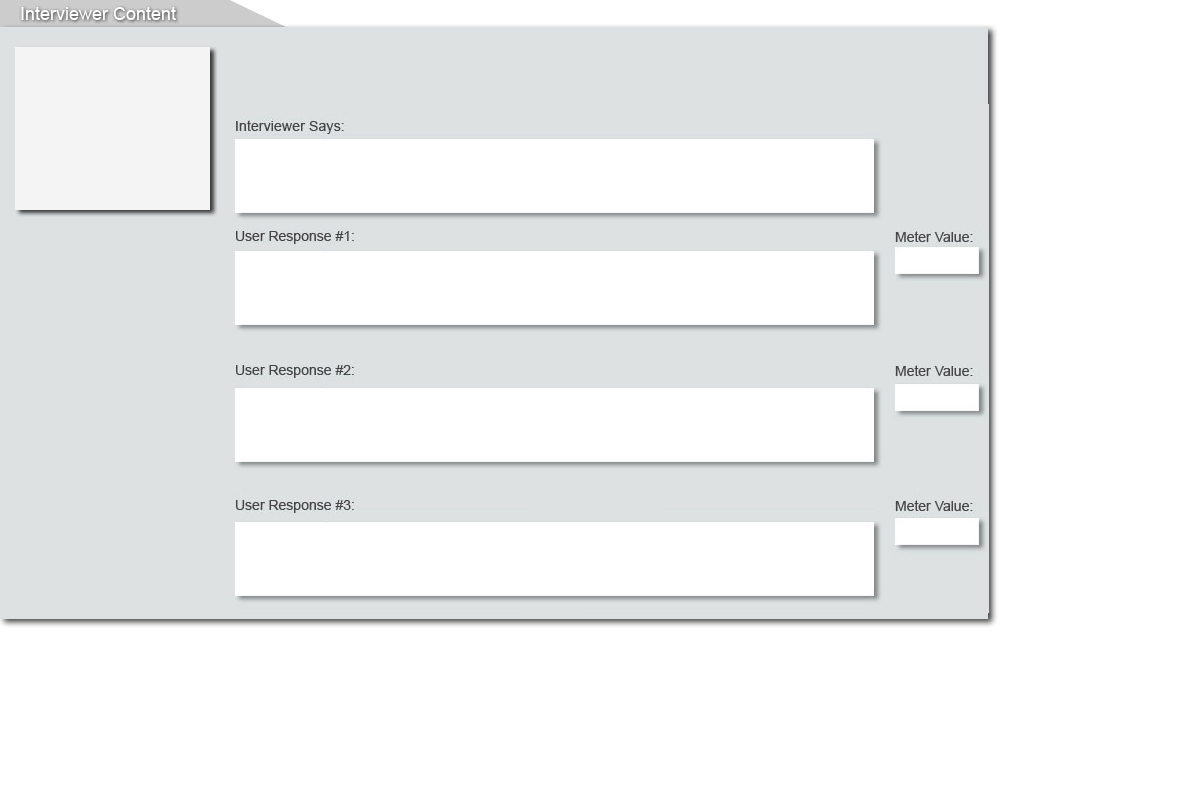 Interviewer Content
Interviewer Says:
User Response #1:
Meter Value:
User Response #2:
Meter Value:
User Response #3:
Meter Value: